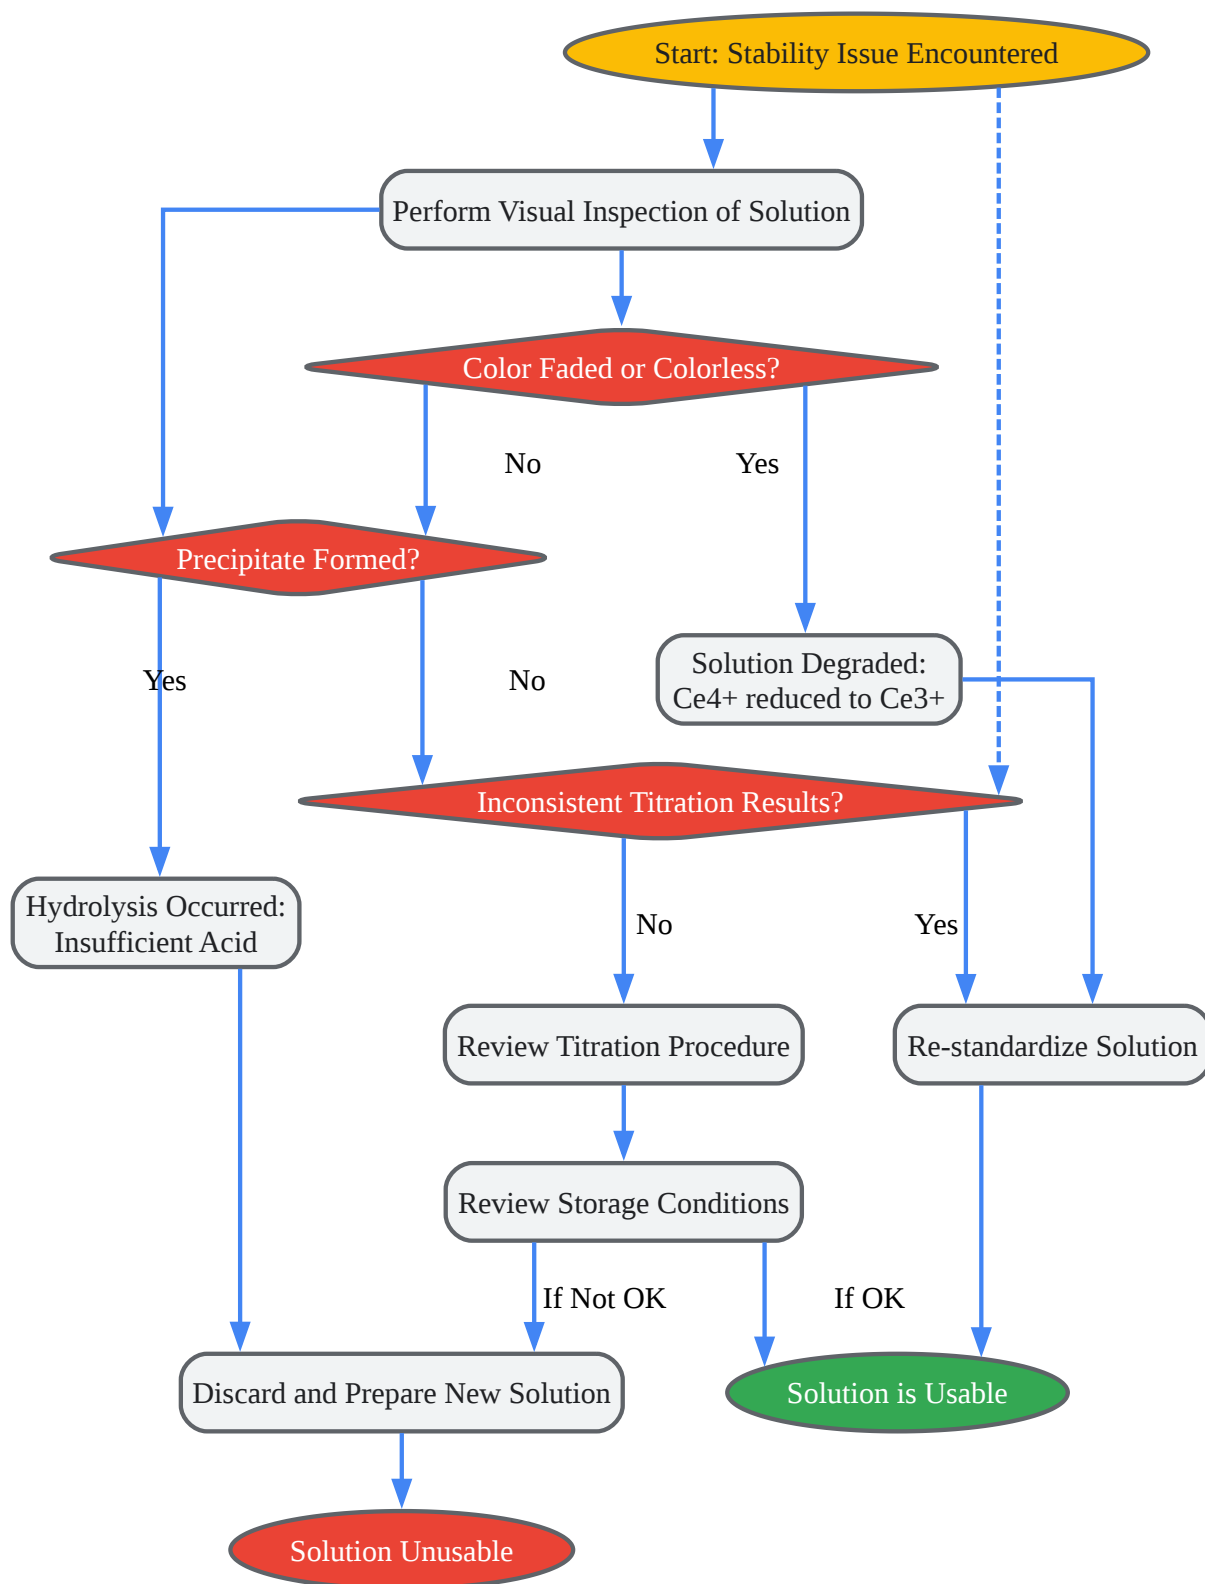 Start: Stability Issue Encountered
Perform Visual Inspection of Solution
Color Faded or Colorless?
No
Yes
Precipitate Formed?
Solution Degraded:
Ce4+ reduced to Ce3+
Yes
No
Inconsistent Titration Results?
Hydrolysis Occurred:
Insufficient Acid
No
Yes
Review Titration Procedure
Re-standardize Solution
Review Storage Conditions
If Not OK
If OK
Discard and Prepare New Solution
Solution is Usable
Solution Unusable